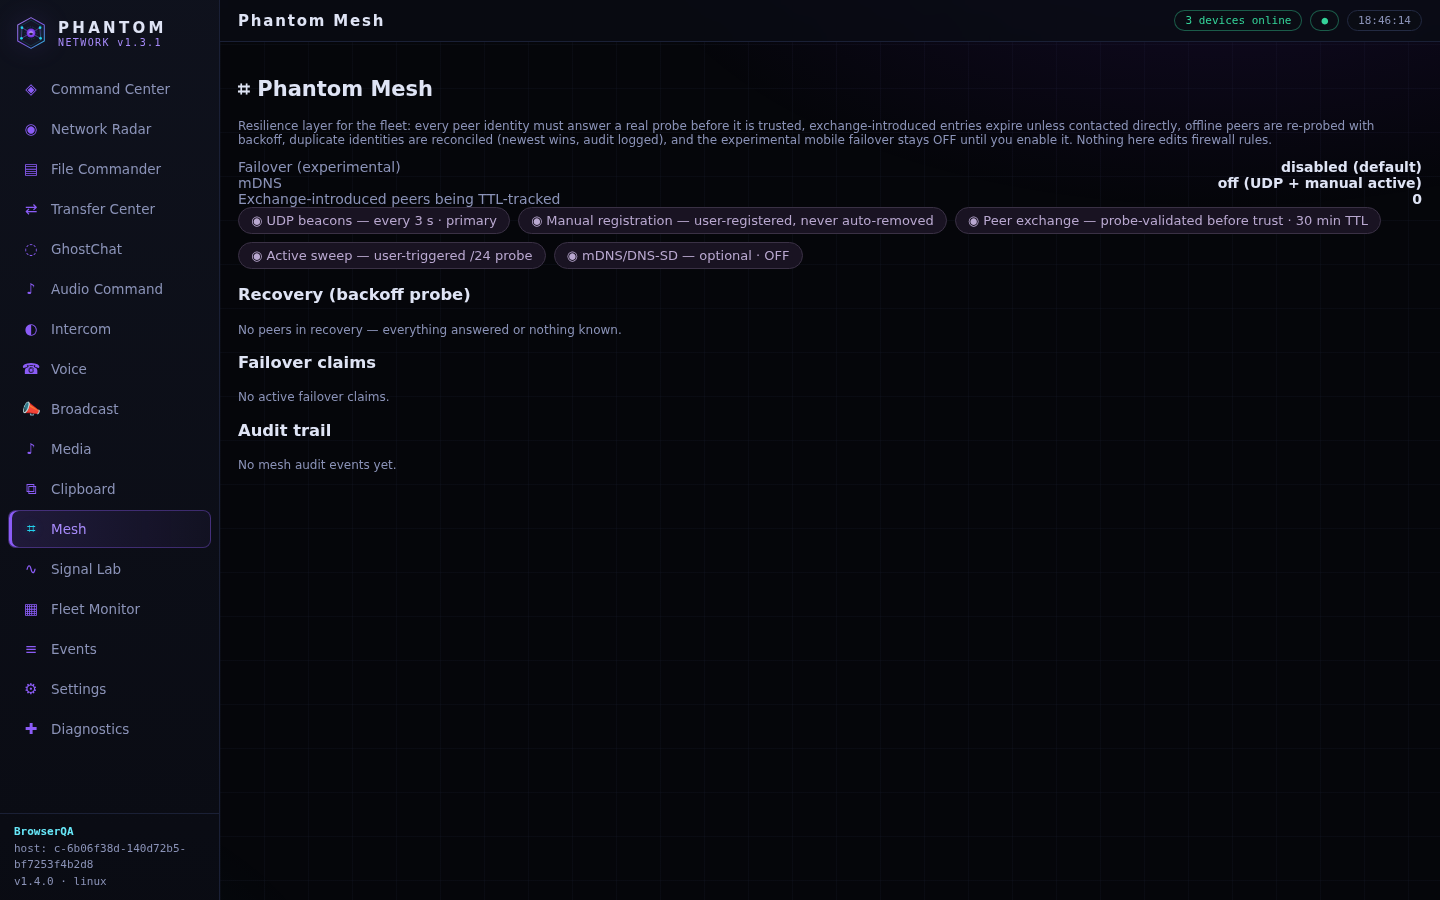 PHANTOM
NETWORK v1.3.1
Command Center
Network Radar
File Commander
Transfer Center
GhostChat
Audio Command
Intercom
Voice
Broadcast
Media
Clipboard
Mesh
Signal Lab
Fleet Monitor
Events
Settings
Diagnostics
BrowserQA
host: c-6b06f38d-140d72b5-
bf7253f4b2d8
v1.4.0 · linux
Phantom Mesh
3 devices online
18:46:14
⌗ Phantom Mesh
Resilience layer for the fleet: every peer identity must answer a real probe before it is trusted, exchange-introduced entries expire unless contacted directly, offline peers are re-probed with
backoff, duplicate identities are reconciled (newest wins, audit logged), and the experimental mobile failover stays OFF until you enable it. Nothing here edits firewall rules.
Failover (experimental) disabled (default)
mDNS off (UDP + manual active)
Exchange-introduced peers being TTL-tracked 0
◉ UDP beacons — every 3 s · primary
◉ Manual registration — user-registered, never auto-removed
◉ Peer exchange — probe-validated before trust · 30 min TTL
◉ Active sweep — user-triggered /24 probe
◉ mDNS/DNS-SD — optional · OFF
Recovery (backoff probe)
No peers in recovery — everything answered or nothing known.
Failover claims
No active failover claims.
Audit trail
No mesh audit events yet.